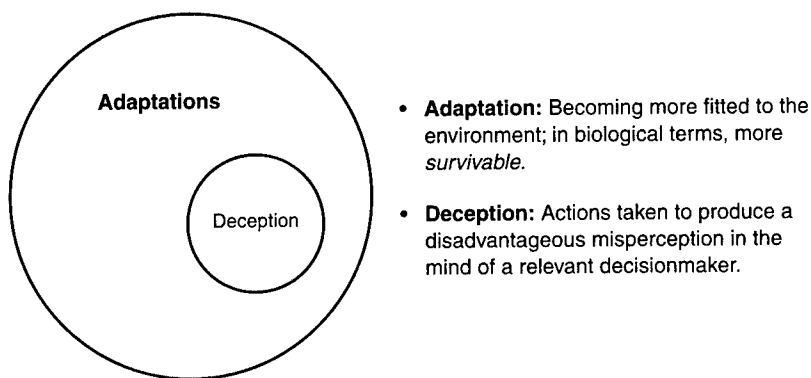 Adaptations
Deception
• Adaptation: Becoming more fitted to the
environment; in biological terms, more
survivable.
• Deception: Actions taken to produce a
disadvantageous misperception in the
mind of a relevant decisionmaker.